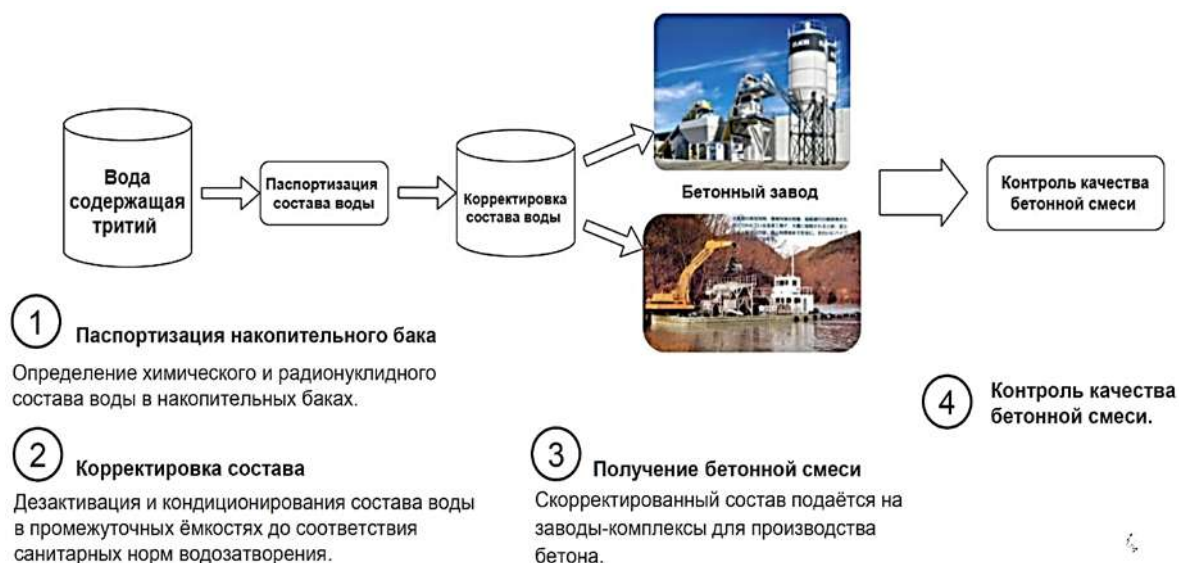 Вода
содержащая
тритий
Паспортизация
состава воды
Корректировка
состава воды
Бетонный завод
Контроль качества
бетонной смеси
1
Паспортизация накопительного бака
Определение химического и радионуклидного
состава воды в накопительных баках.
2
Корректировка состава
Дезактивация и кондиционирования состава воды
в промежуточных ёмкостях до соответствия
санитарных норм водозатворения.
3
Получение бетонной смеси
Скорректированный состав подаётся на
заводы-комплексы для производства
бетона.
4
Контроль качества
бетонной смеси.